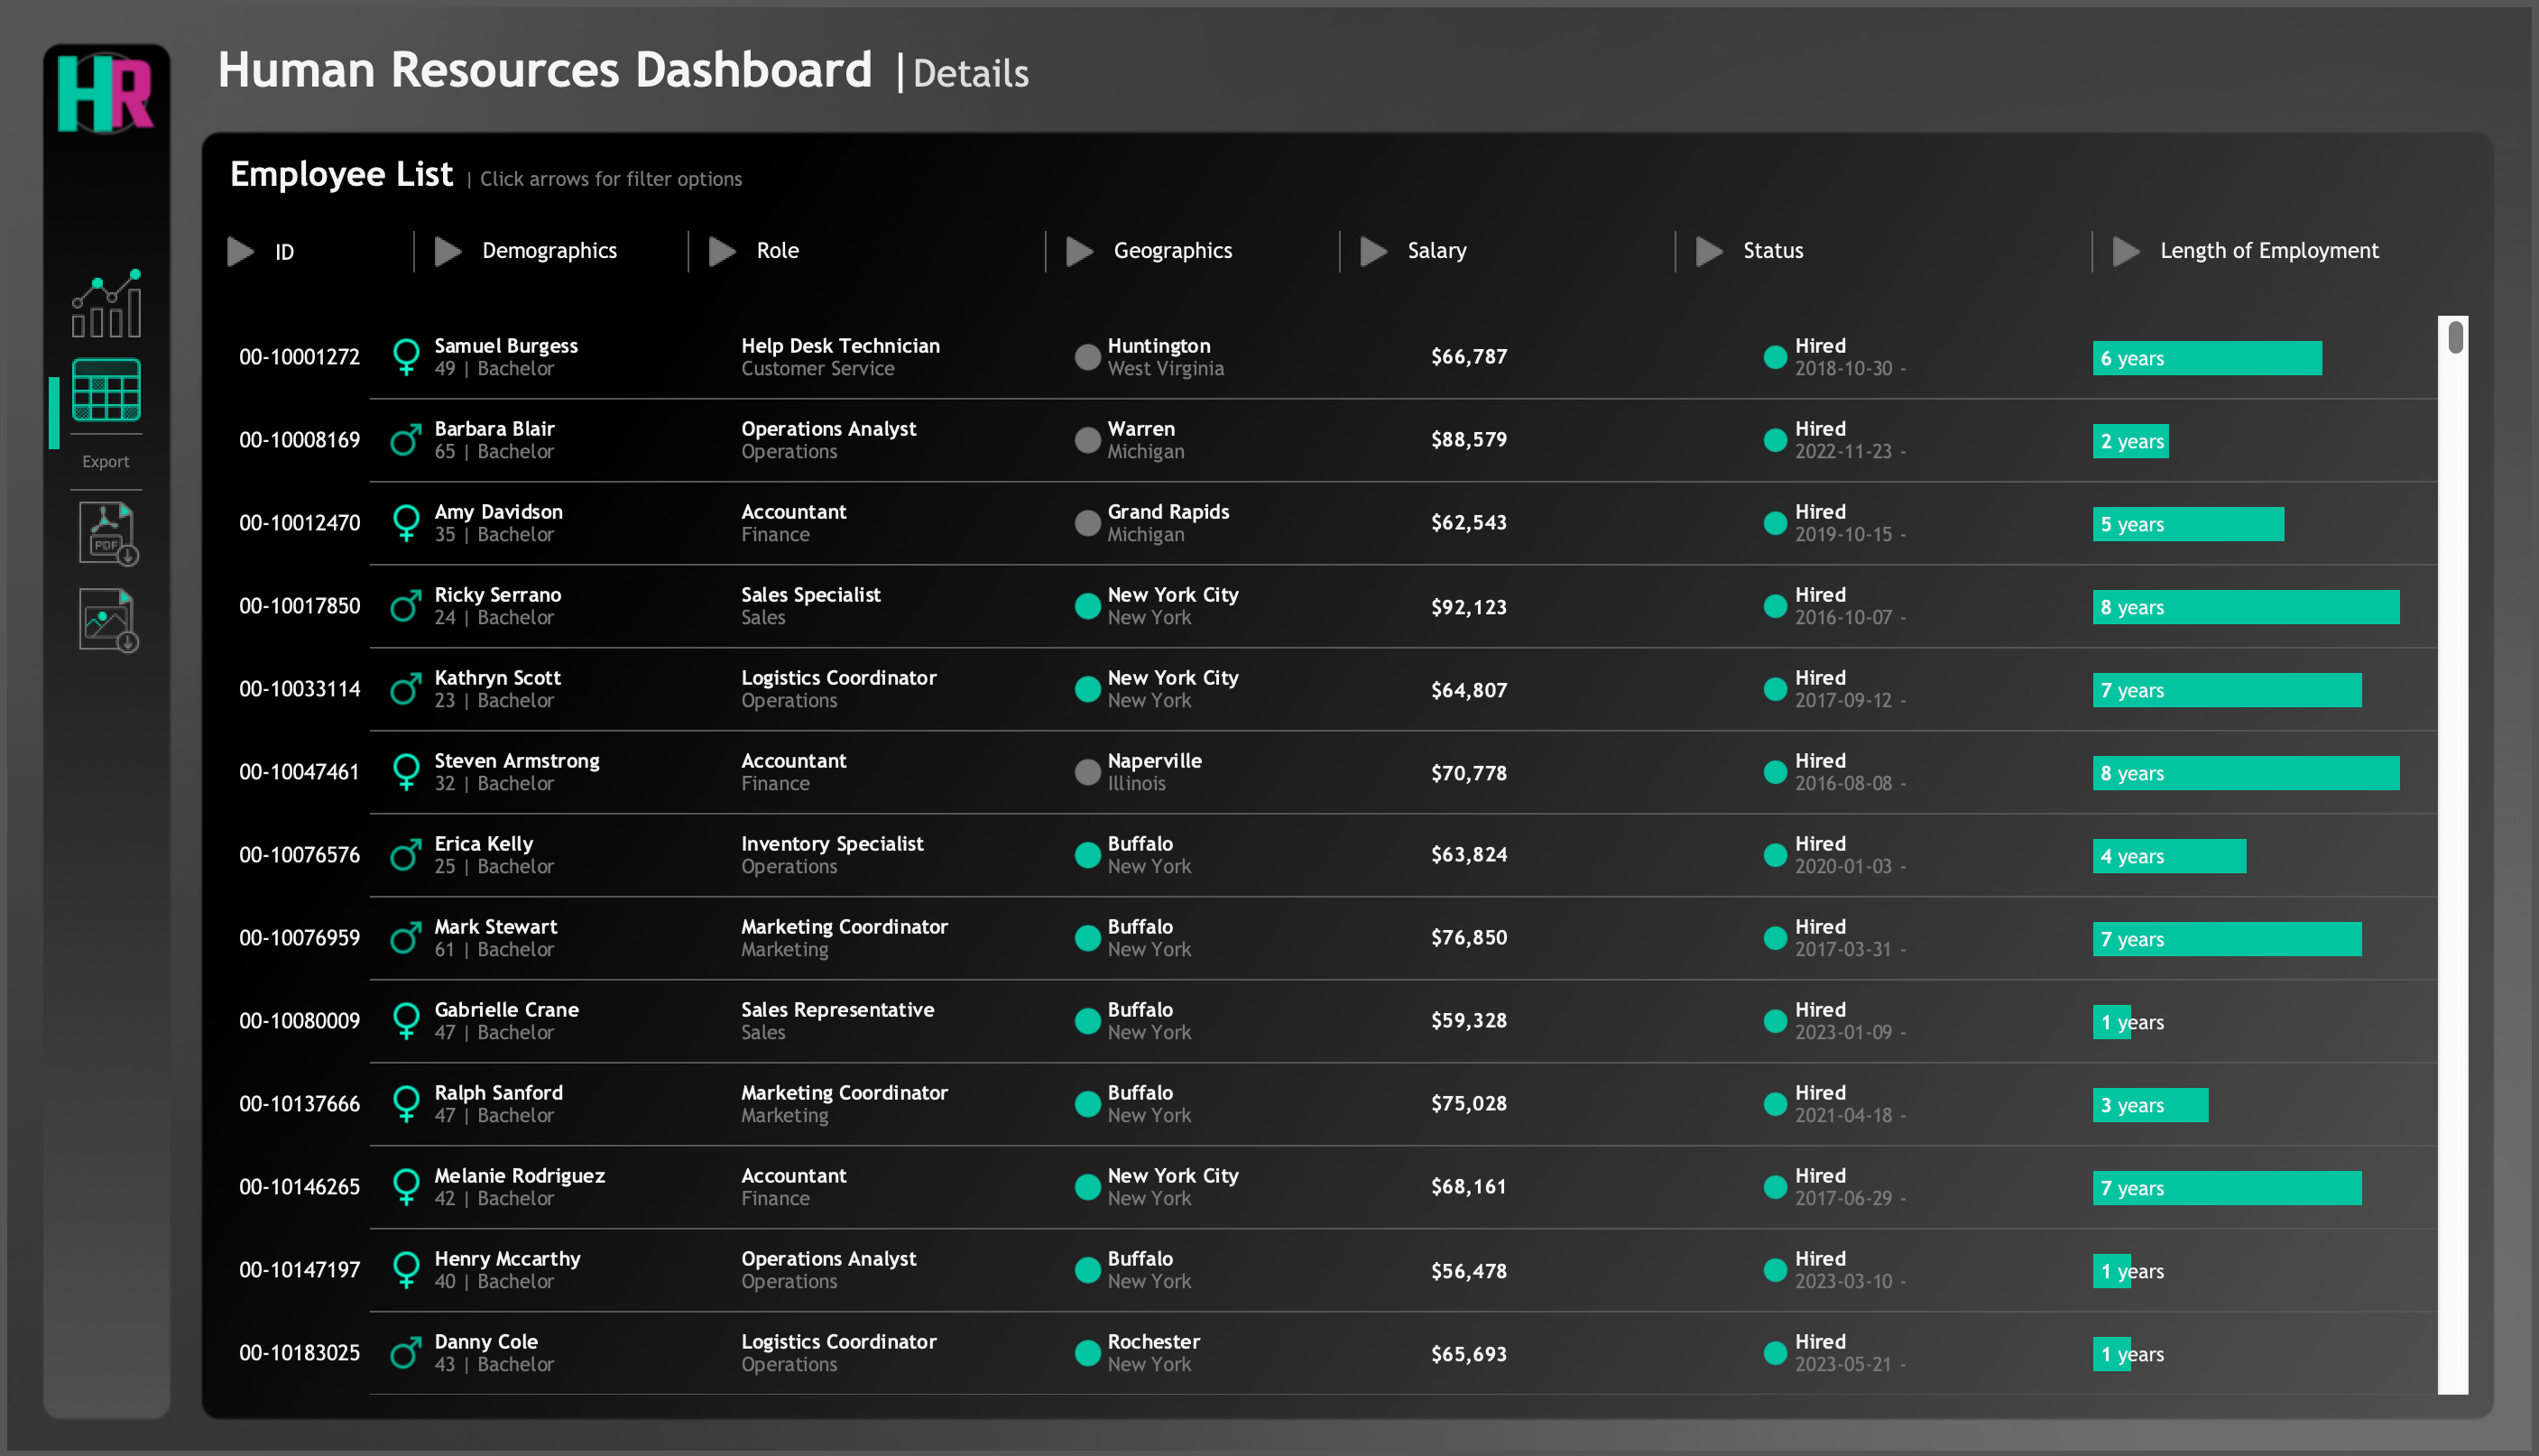 HR
Human Resources Dashboard | Details
Employee List | Click arrows for filter options
ID Demographics Role Geographics Salary Status Length of Employment
00-10001272 Samuel Burgess Help Desk Technician Huntington $66,787 Hired 6 years
49 | Bachelor Customer Service West Virginia 2018-10-30 -
00-10008169 Barbara Blair Operations Analyst Warren $88,579 Hired 2 years
65 | Bachelor Operations Michigan 2022-11-23 -
Export
00-10012470 Amy Davidson Accountant Grand Rapids $62,543 Hired 5 years
35 | Bachelor Finance Michigan 2019-10-15 -
PDF
00-10017850 Ricky Serrano Sales Specialist New York City $92,123 Hired 8 years
24 | Bachelor Sales New York 2016-10-07 -
00-10033114 Kathryn Scott Logistics Coordinator New York City $64,807 Hired 7 years
23 | Bachelor Operations New York 2017-09-12 -
00-10047461 Steven Armstrong Accountant Naperville $70,778 Hired 8 years
32 | Bachelor Finance Illinois 2016-08-08 -
00-10076576 Erica Kelly Inventory Specialist Buffalo $63,824 Hired 4 years
25 | Bachelor Operations New York 2020-01-03 -
00-10076959 Mark Stewart Marketing Coordinator Buffalo $76,850 Hired 7 years
61 | Bachelor Marketing New York 2017-03-31 -
00-10080009 Gabrielle Crane Sales Representative Buffalo $59,328 Hired 1 years
47 | Bachelor Sales New York 2023-01-09 -
00-10137666 Ralph Sanford Marketing Coordinator Buffalo $75,028 Hired 3 years
47 | Bachelor Marketing New York 2021-04-18 -
00-10146265 Melanie Rodriguez Accountant New York City $68,161 Hired 7 years
42 | Bachelor Finance New York 2017-06-29 -
00-10147197 Henry Mccarthy Operations Analyst Buffalo $56,478 Hired 1 years
40 | Bachelor Operations New York 2023-03-10 -
00-10183025 Danny Cole Logistics Coordinator Rochester $65,693 Hired 1 years
43 | Bachelor Operations New York 2023-05-21 -